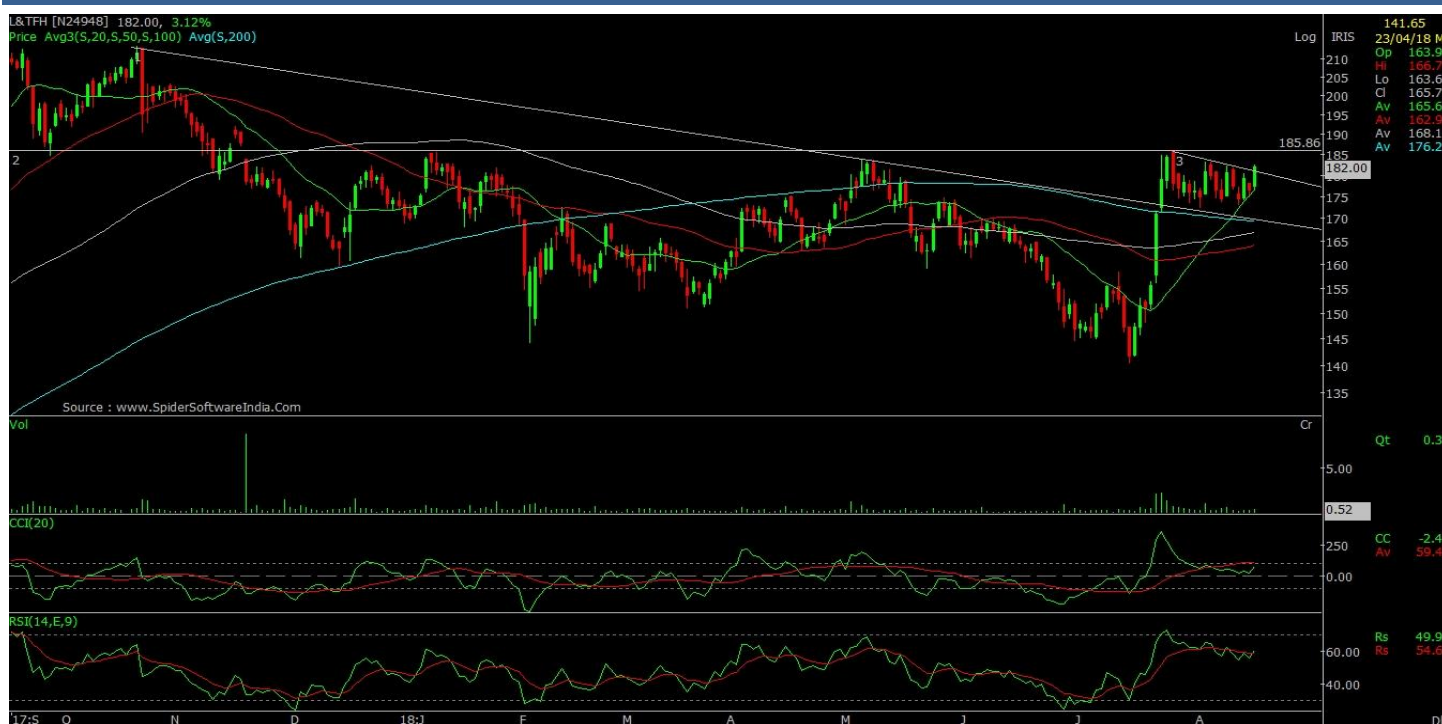 L&TFH [N24948] 182.00, 3.12%
Price Avg3(S,20,S,50,S,100) Avg(S,200)
Log
IRIS
141.65
23/04/18 M
Op 163.9
Hi 166.7
Lo 163.6
Cl 165.7
Av 165.6
Av 162.9
Av 168.1
Av 176.2
210
205
200
195
190
185.86
185
182.00
175
170
165
160
155
150
145
140
135
1
2
3
Source : www.SpiderSoftwareIndia.Com
Vol
Cr
Qt 0.3
5.00
0.52
CCI(20)
250
0.00
CC -2.4
Av 59.4
RSI(14,E,9)
60.00
40.00
Rs 49.9
Rs 54.6
'17:S O N D 18:J F M A M J J A D